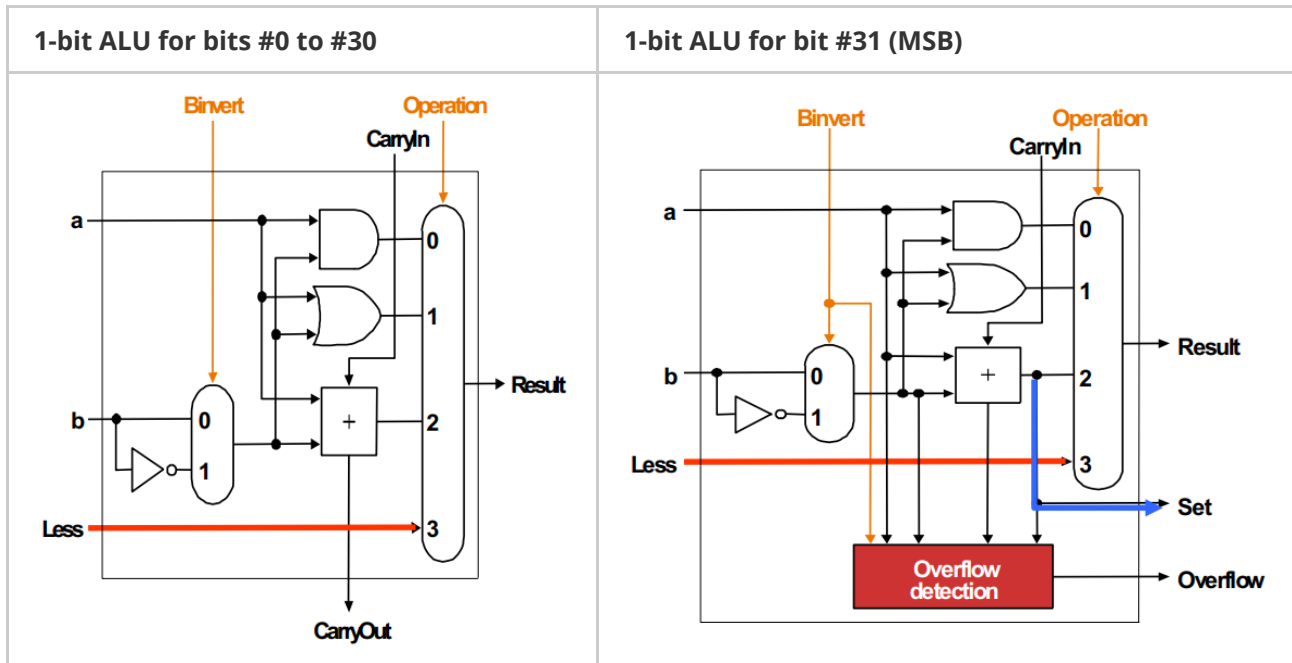 1-bit ALU for bits #0 to #30
Binvert
Operation
CarryIn
a
0
1
b
0
+
2
1
Result
Less
3
CarryOut
1-bit ALU for bit #31 (MSB)
Binvert
Operation
CarryIn
a
0
1
Result
b
0
+
2
1
Less
3
Set
Overflow
detection
Overflow